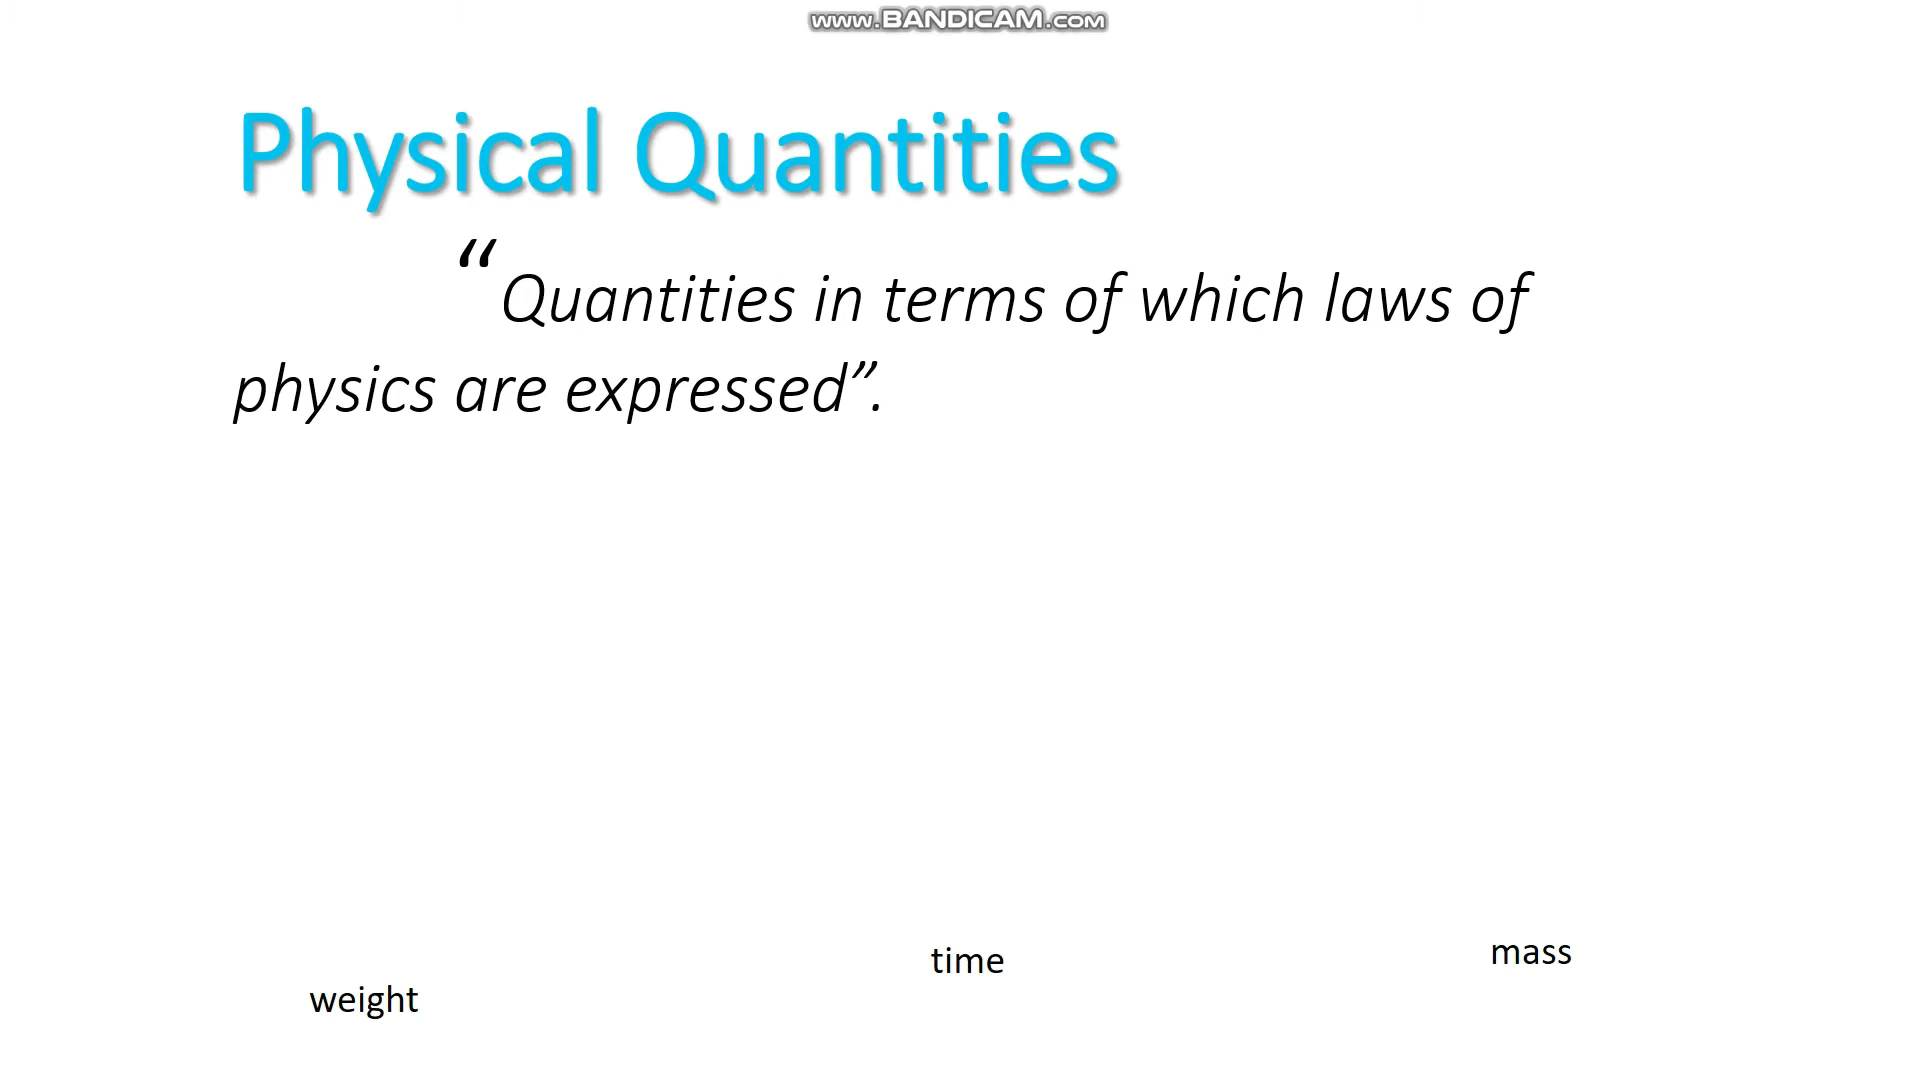 www.BANDICAM.com
Physical Quantities
“Quantities in terms of which laws of
physics are expressed”.
time
mass
weight